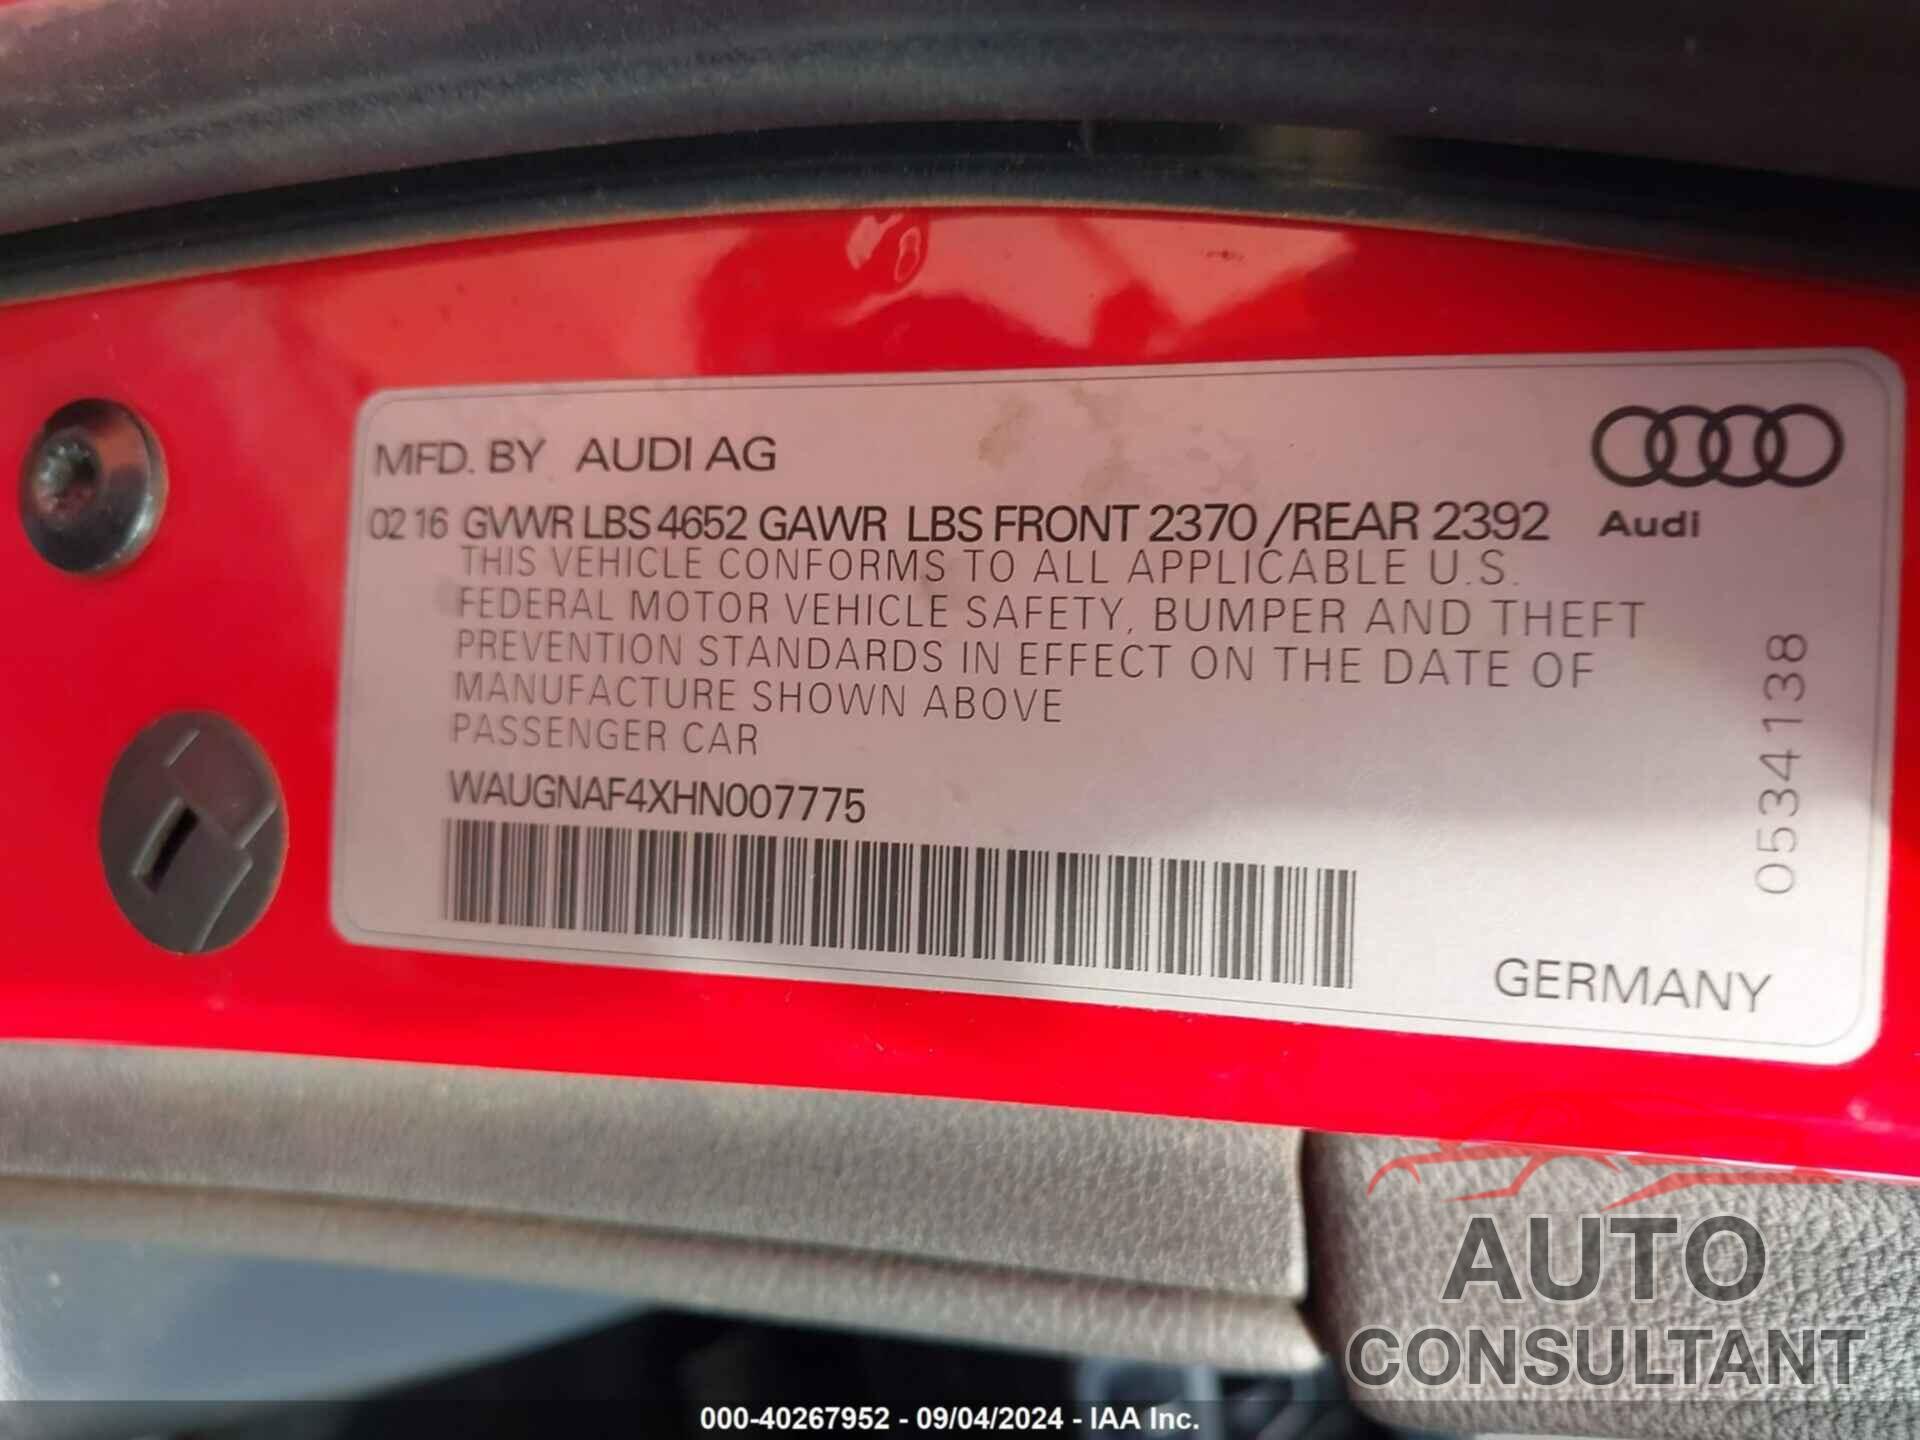 MFD. BY AUDI AG
02 16 GVWR LBS 4652 GAWR LBS FRONT 2370 /REAR 2392
Audi
THIS VEHICLE CONFORMS TO ALL APPLICABLE U.S.
FEDERAL MOTOR VEHICLE SAFETY, BUMPER AND THEFT
PREVENTION STANDARDS IN EFFECT ON THE DATE OF
MANUFACTURE SHOWN ABOVE
PASSENGER CAR
WAUGNAF4XHN007775
0534138
GERMANY
AUTO
CONSULTANT
000-40267952 - 09/04/2024 - IAA Inc.